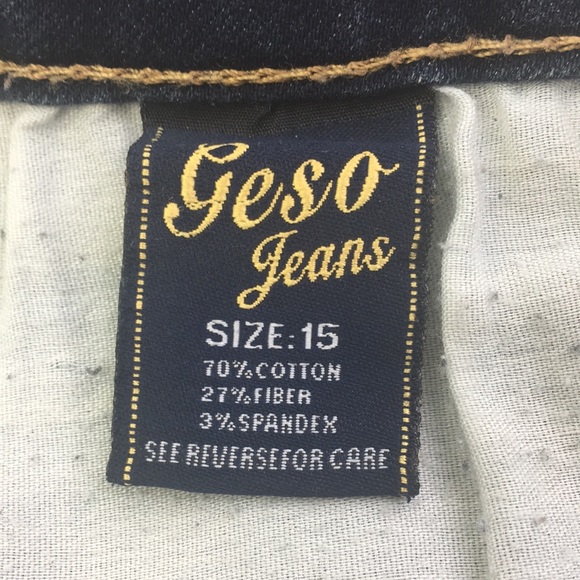 Geso
Jeans
SIZE:15
70%COTTON
27%FIBER
3%SPANDEX
SEE REVERSEFOR CARE